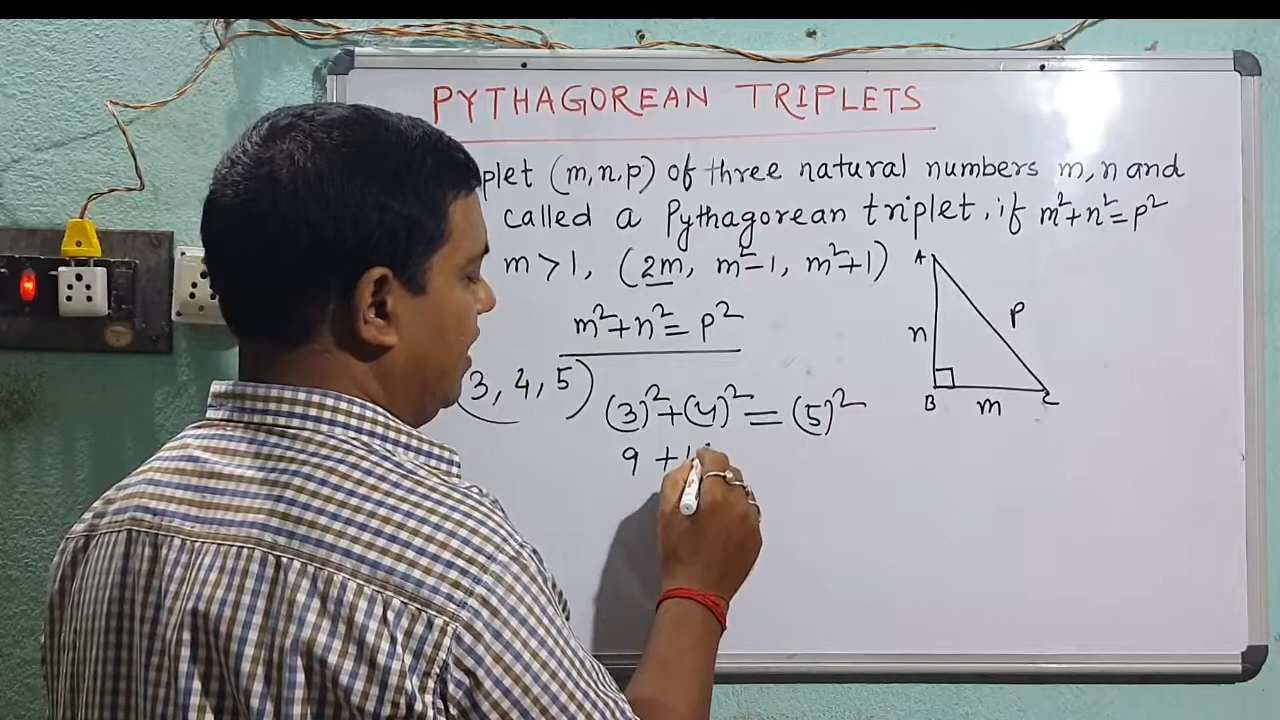 PYTHAGOREAN TRIPLETS
plet (m,n,p) of three natural numbers m,n and
called a Pythagorean triplet, if m²+n²=p²
m > 1, (2m, m²-1, m²+1)
m²+n²=p²
(3, 4, 5) (3)²+(4)²=(5)²
9 +
A
n
p
B
m
C